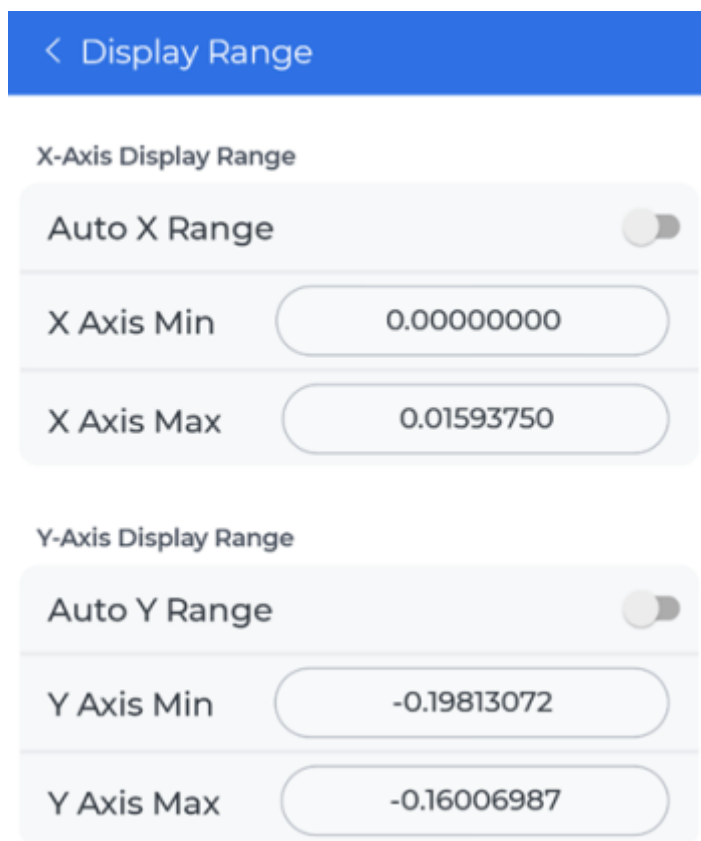 Display Range
X-Axis Display Range
Auto X Range
X Axis Min 0.00000000
X Axis Max 0.01593750
Y-Axis Display Range
Auto Y Range
Y Axis Min -0.19813072
Y Axis Max -0.16006987